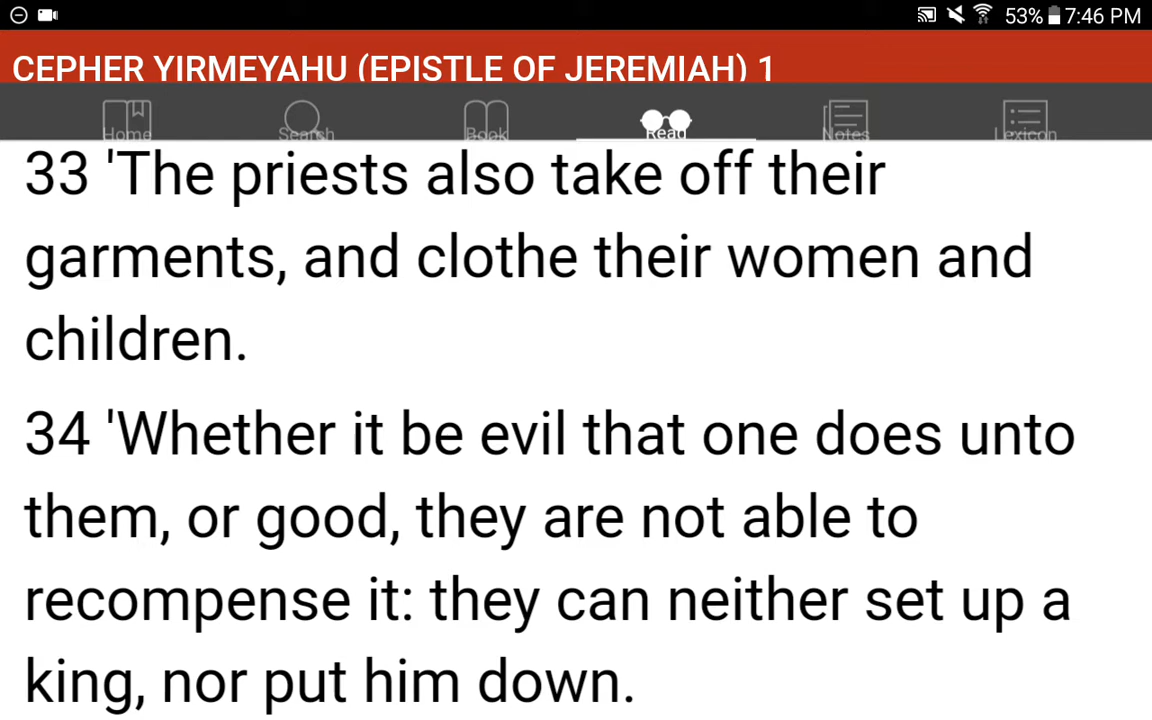 53% 7:46 PM
CEPHER YIRMEYAHU (EPISTLE OF JEREMIAH) 1
Home Search Book Read Notes Lexicon
33 'The priests also take off their
garments, and clothe their women and
children.
34 'Whether it be evil that one does unto
them, or good, they are not able to
recompense it: they can neither set up a
king, nor put him down.